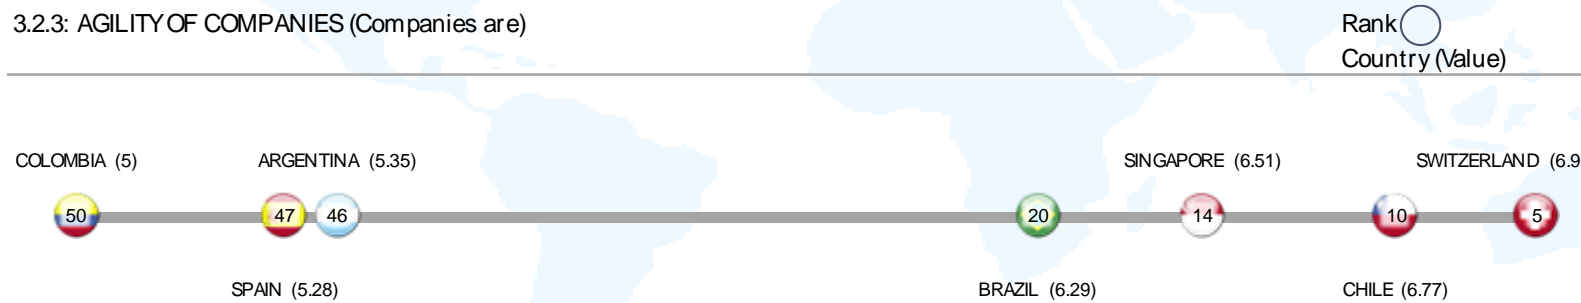 3.2.3: AGILITY OF COMPANIES (Companies are)
Rank
Country (Value)
COLOMBIA (5) ARGENTINA (5.35) SINGAPORE (6.51) SWITZERLAND (6.9
50 47 46 20 14 10 5
SPAIN (5.28) BRAZIL (6.29) CHILE (6.77)